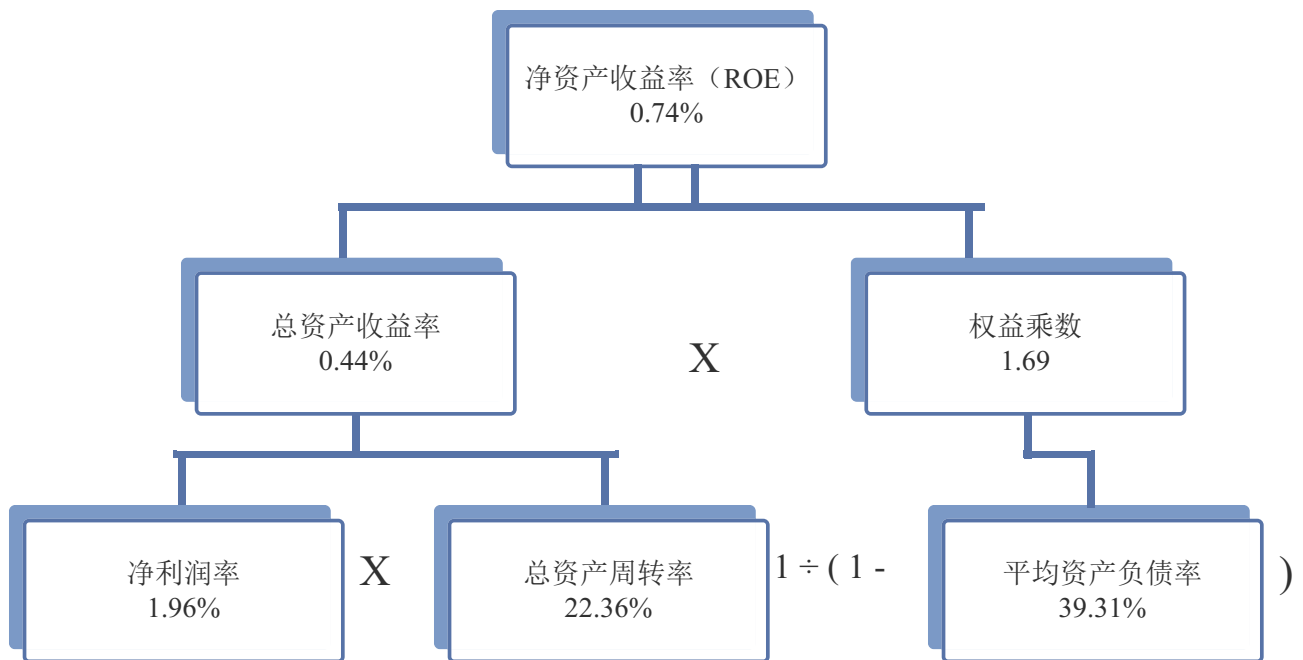 净资产收益率（ROE）
0.74%
总资产收益率
0.44%
X
权益乘数
1.69
净利润率
1.96%
X
总资产周转率
22.36%
1 ÷ ( 1 -
平均资产负债率
39.31%
)